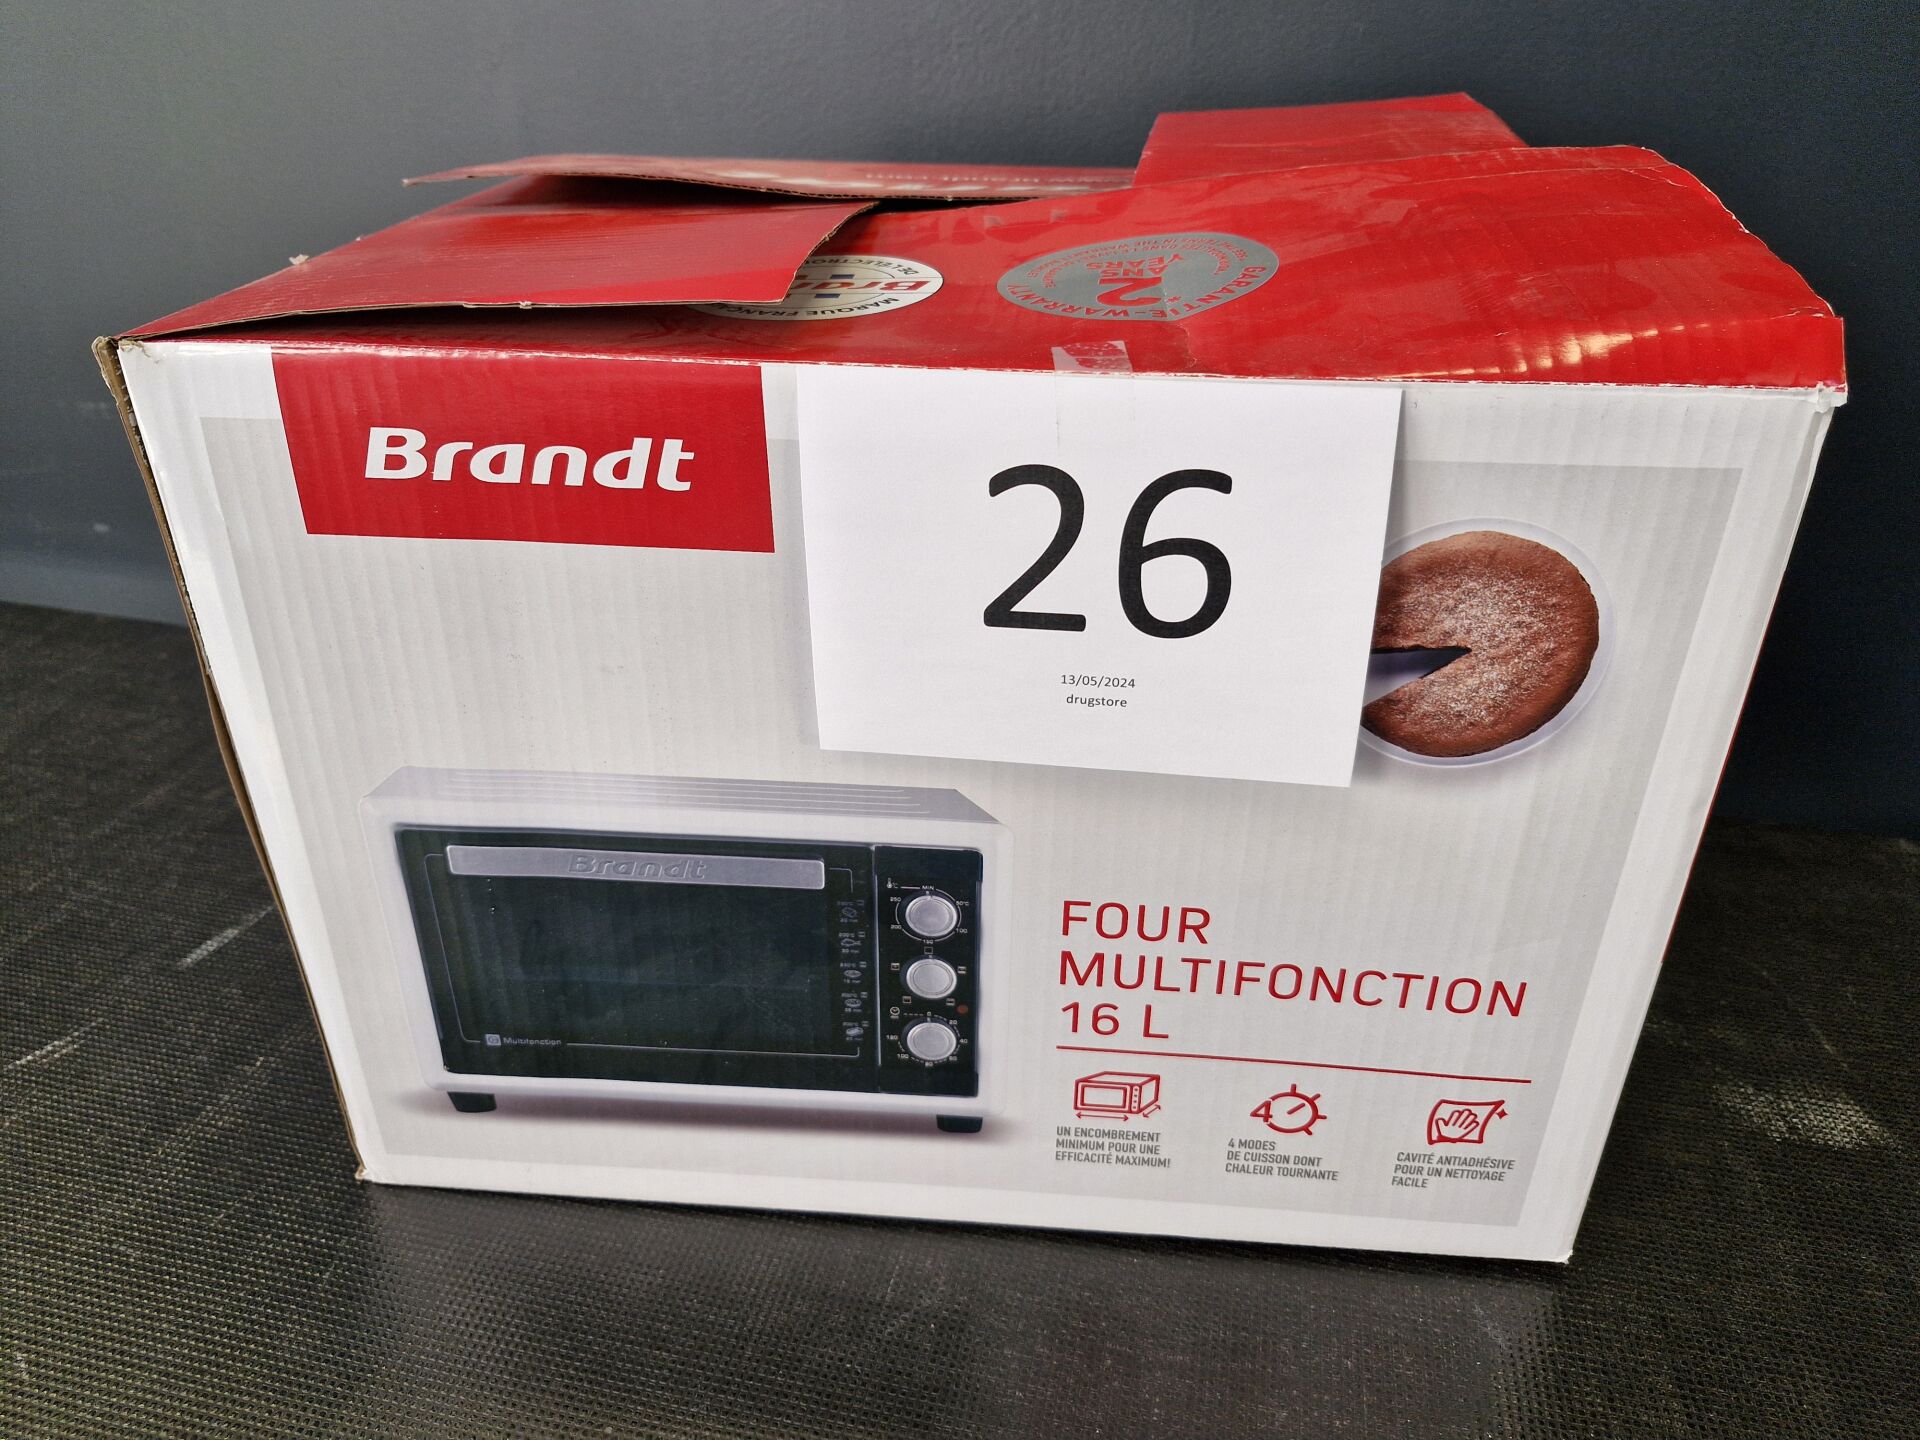 GARANTIE-WARRANTY
2
ANS
YEARS
MARQUE FRANÇA
Brandt
26
13/05/2024
drugstore
Brandt
Multifonction
FOUR
MULTIFONCTION
16 L
UN ENCOMBREMENT
MINIMUM POUR UNE
EFFICACITÉ MAXIMUM!
4
4 MODES
DE CUISSON DONT
CHALEUR TOURNANTE
CAVITÉ ANTIADHÉSIVE
POUR UN NETTOYAGE
FACILE